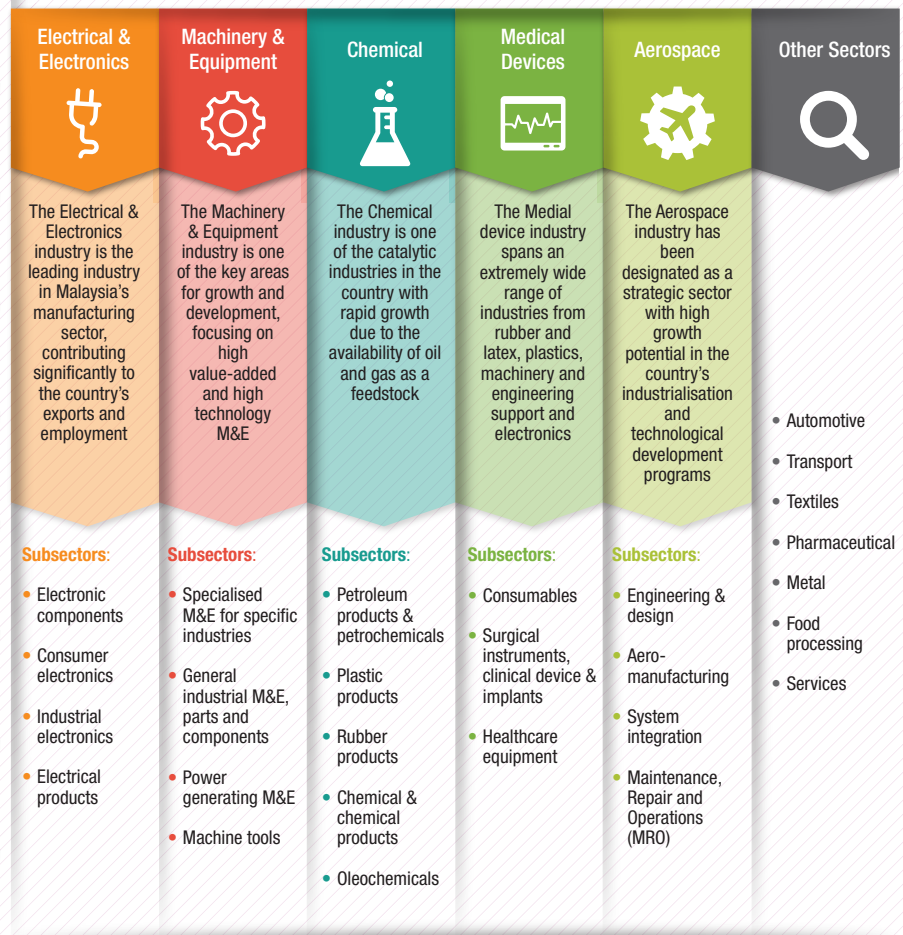 Electrical &
Electronics
The Electrical &
Electronics
industry is the
leading industry
in Malaysia's
manufacturing
sector,
contributing
significantly to
the country's
exports and
employment
Subsectors:
• Electronic
components
• Consumer
electronics
• Industrial
electronics
• Electrical
products
Machinery &
Equipment
The Machinery
& Equipment
industry is one
of the key areas
for growth and
development,
focusing on
high
value-added
and high
technology
M&E
Subsectors:
• Specialised
M&E for specific
industries
• General
industrial M&E,
parts and
components
• Power
generating M&E
• Machine tools
Chemical
The Chemical
industry is one
of the catalytic
industries in the
country with
rapid growth
due to the
availability of oil
and gas as a
feedstock
Subsectors:
• Petroleum
products &
petrochemicals
• Plastic
products
• Rubber
products
• Chemical &
chemical
products
• Oleochemicals
Medical
Devices
The Medial
device industry
spans an
extremely wide
range of
industries from
rubber and
latex, plastics,
machinery and
engineering
support and
electronics
Subsectors:
• Consumables
• Surgical
instruments,
clinical device &
implants
• Healthcare
equipment
Aerospace
The Aerospace
industry has
been
designated as a
strategic sector
with high
growth
potential in the
country's
industrialisation
and
technological
development
programs
Subsectors:
• Engineering &
design
• Aero-
manufacturing
• System
integration
• Maintenance,
Repair and
Operations
(MRO)
Other Sectors
• Automotive
• Transport
• Textiles
• Pharmaceutical
• Metal
• Food
processing
• Services